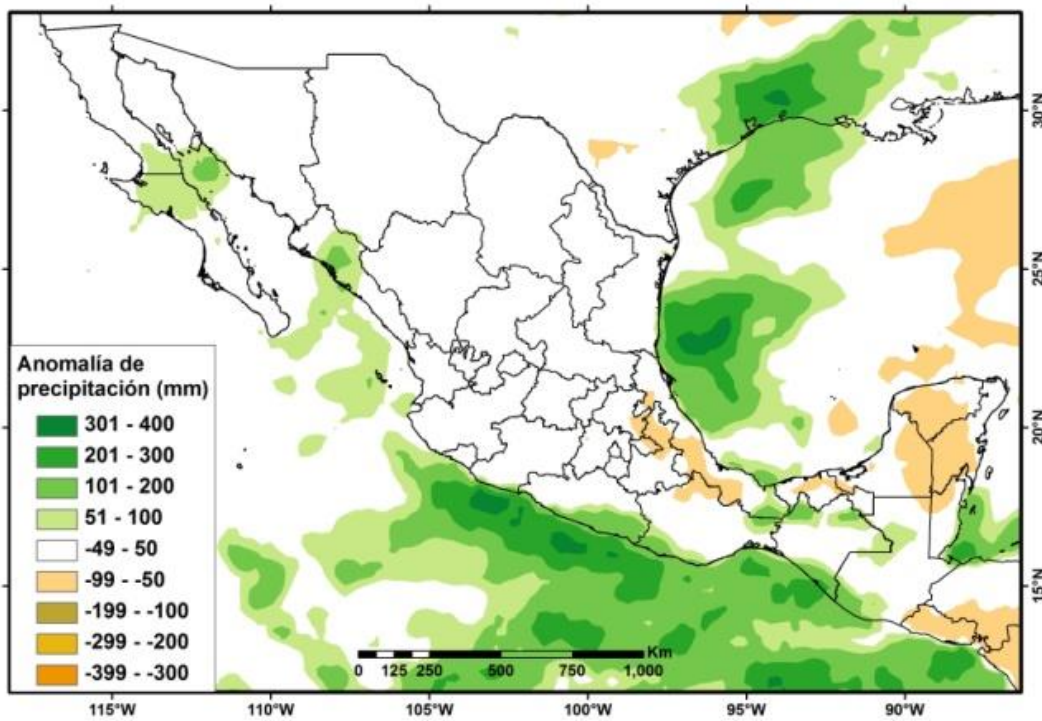 30°N
25°N
20°N
15°N
Anomalía de
precipitación (mm)
301 - 400
201 - 300
101 - 200
51 - 100
-49 - 50
-99 - -50
-199 - -100
-299 - -200
-399 - -300
Km
0 125 250 500 750 1,000
115°W 110°W 105°W 100°W 95°W 90°W